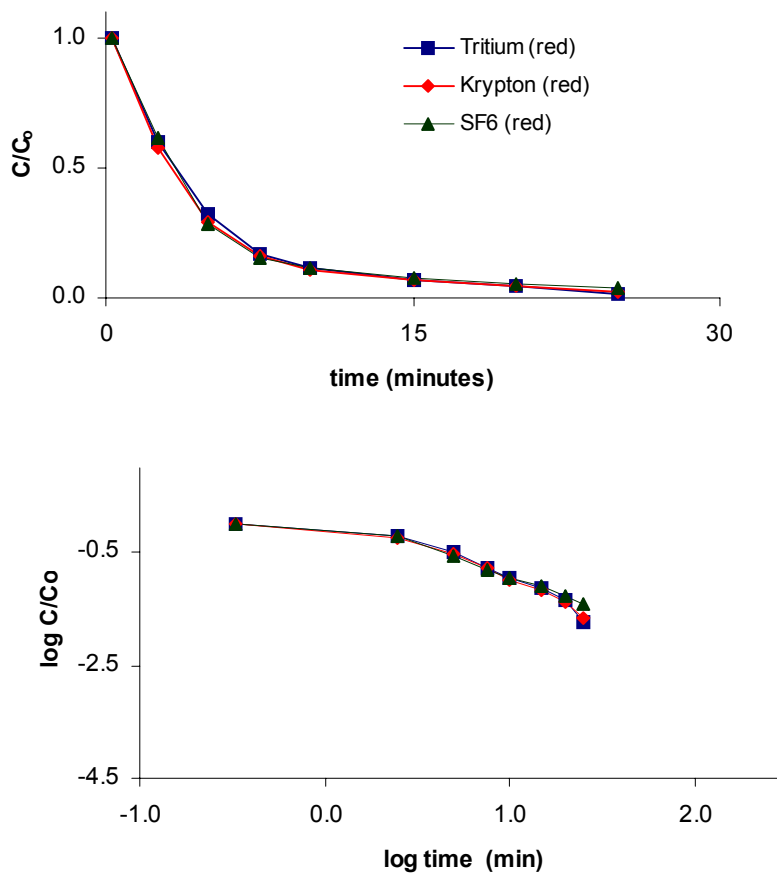 1.0
0.5
0.0
C/Co
Tritium (red)
Krypton (red)
SF6 (red)
0
15
30
time (minutes)
-0.5
-2.5
-4.5
log C/Co
-1.0
0.0
1.0
2.0
log time (min)